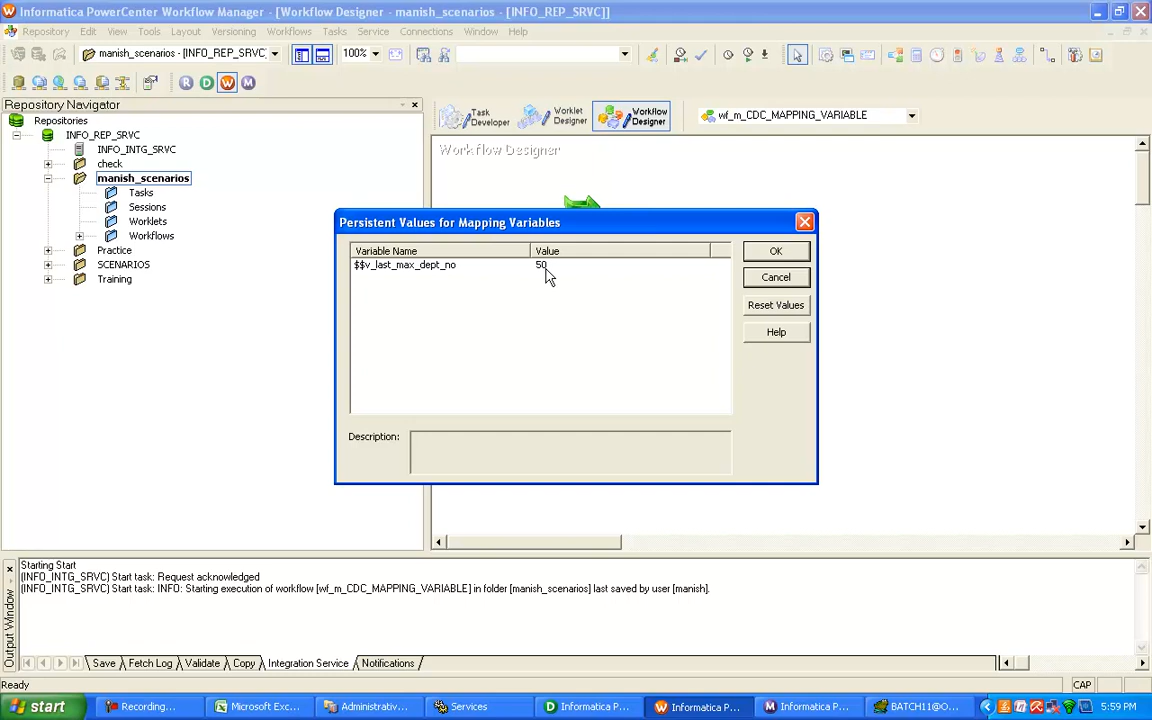 Informatica PowerCenter Workflow Manager - [Workflow Designer - manish_scenarios - [INFO_REP_SRVC]]
Repository Edit View Tools Layout Versioning Workflows Tasks Service Connections Window Help
manish_scenarios - [INFO_REP_SRVC]
100%
R D W M
Repository Navigator
Repositories
INFO_REP_SRVC
INFO_INTG_SRVC
check
manish_scenarios
Tasks
Sessions
Worklets
Workflows
Practice
SCENARIOS
Training
Task Developer
Worklet Designer
Workflow Designer
wf_m_CDC_MAPPING_VARIABLE
Workflow Designer
Persistent Values for Mapping Variables
Variable Name Value
$$v_last_max_dept_no 50
OK
Cancel
Reset Values
Help
Description:
Output Window
Starting Start
(INFO_INTG_SRVC) Start task: Request acknowledged
(INFO_INTG_SRVC) Start task: INFO: Starting execution of workflow [wf_m_CDC_MAPPING_VARIABLE] in folder [manish_scenarios] last saved by user [manish].
Save Fetch Log Validate Copy Integration Service Notifications
Ready
CAP
start Recording... Microsoft Exc... Administrativ... Services Informatica P... Informatica P... Informatica P... BATCH11@O... 5:59 PM